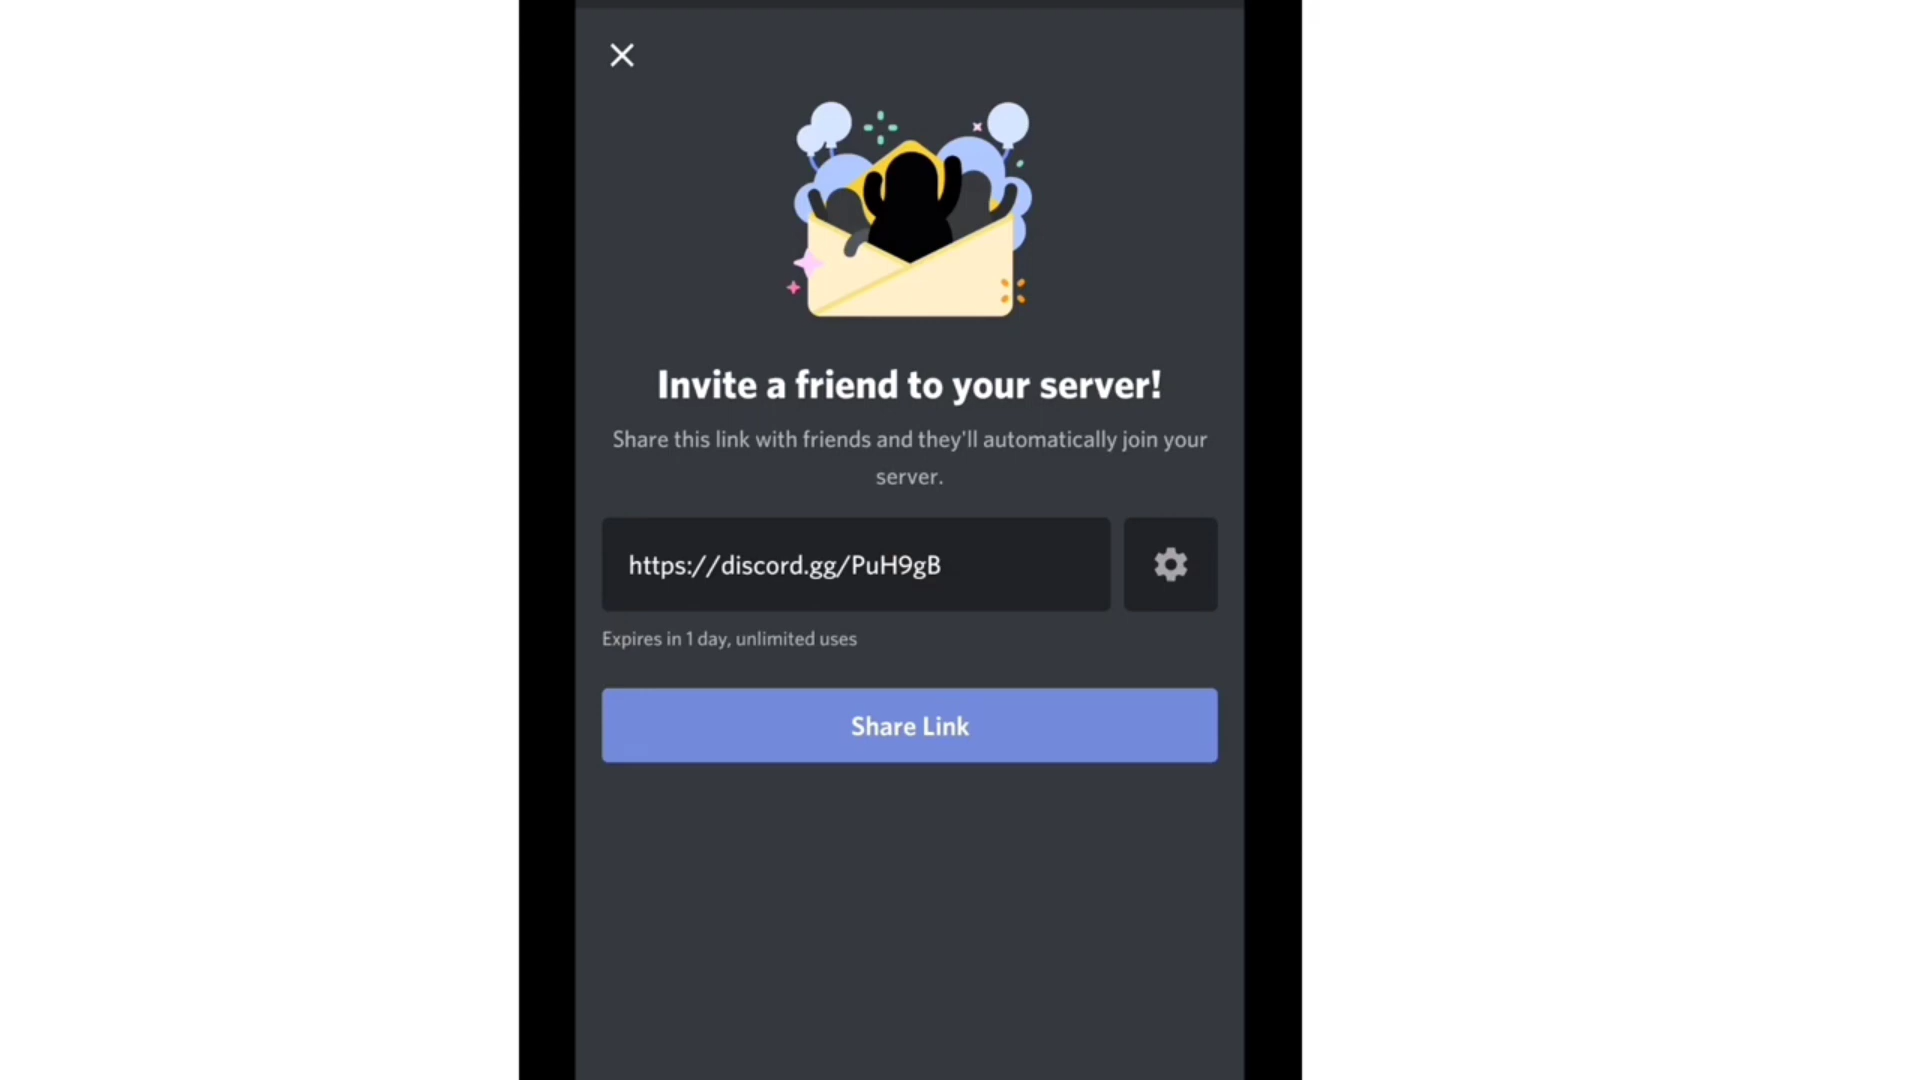 Invite a friend to your server!
Share this link with friends and they'll automatically join your
server.
https://discord.gg/PuH9gB
Expires in 1 day, unlimited uses
Share Link